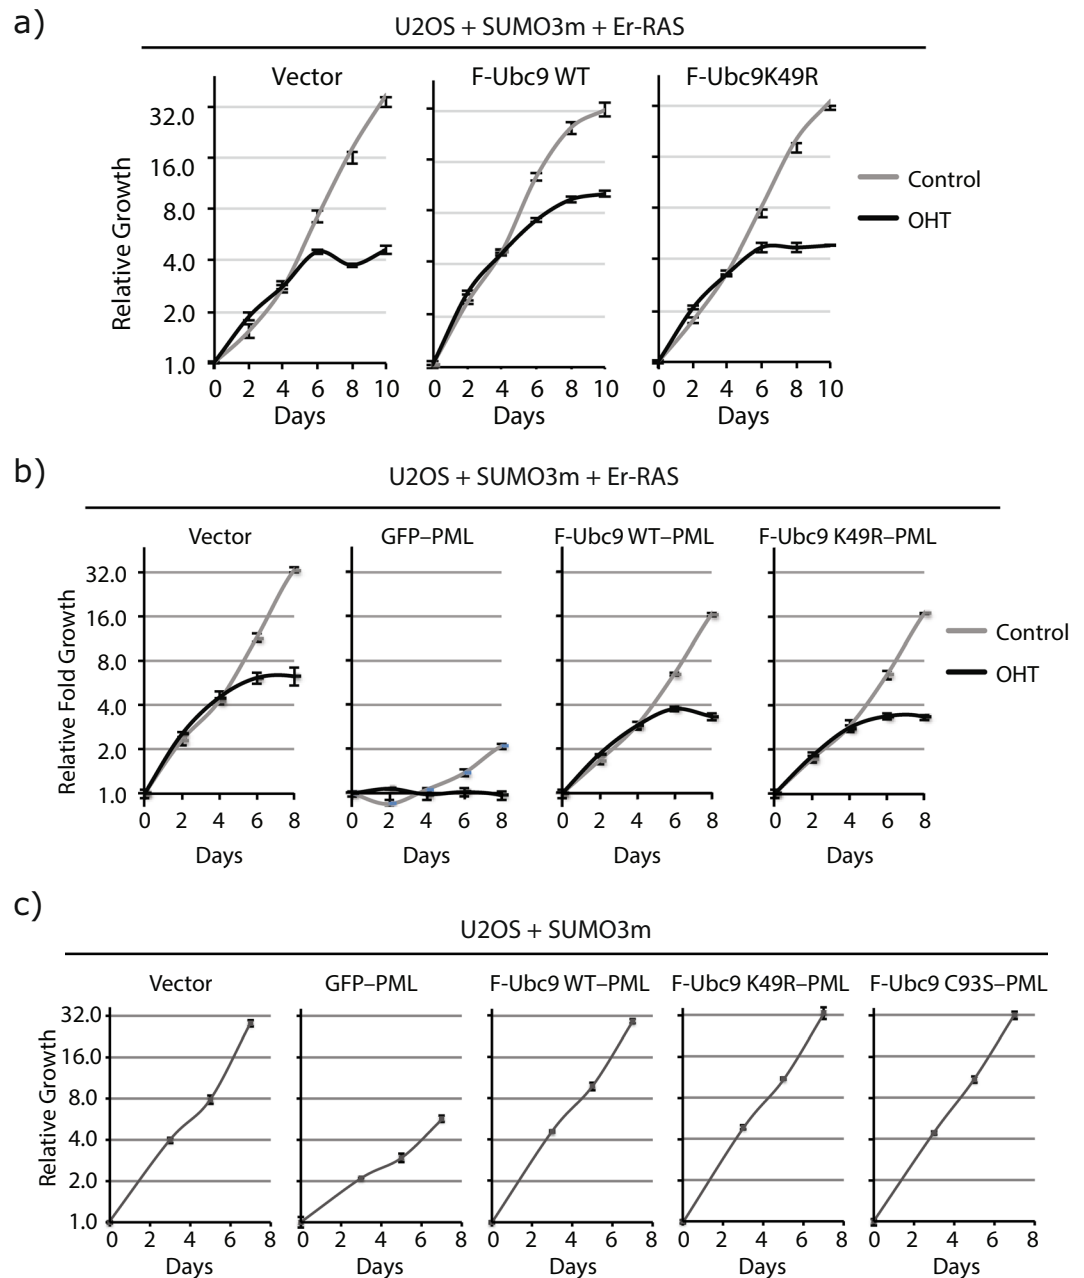 a)
U2OS + SUMO3m + Er-RAS
Vector F-Ubc9 WT F-Ubc9K49R
Relative Growth
32.0
16.0
8.0
4.0
2.0
1.0
0 2 4 6 8 10 0 2 4 6 8 10 0 2 4 6 8 10
Days Days Days
Control
OHT
b)
U2OS + SUMO3m + Er-RAS
Vector GFP–PML F-Ubc9 WT–PML F-Ubc9 K49R–PML
Relative Fold Growth
32.0
16.0
8.0
4.0
2.0
1.0
0 2 4 6 8 0 2 4 6 8 0 2 4 6 8 0 2 4 6 8
Days Days Days Days
Control
OHT
c)
U2OS + SUMO3m
Vector GFP–PML F-Ubc9 WT–PML F-Ubc9 K49R–PML F-Ubc9 C93S–PML
Relative Growth
32.0
16.0
8.0
4.0
2.0
1.0
0 2 4 6 8 0 2 4 6 8 0 2 4 6 8 0 2 4 6 8 0 2 4 6 8
Days Days Days Days Days